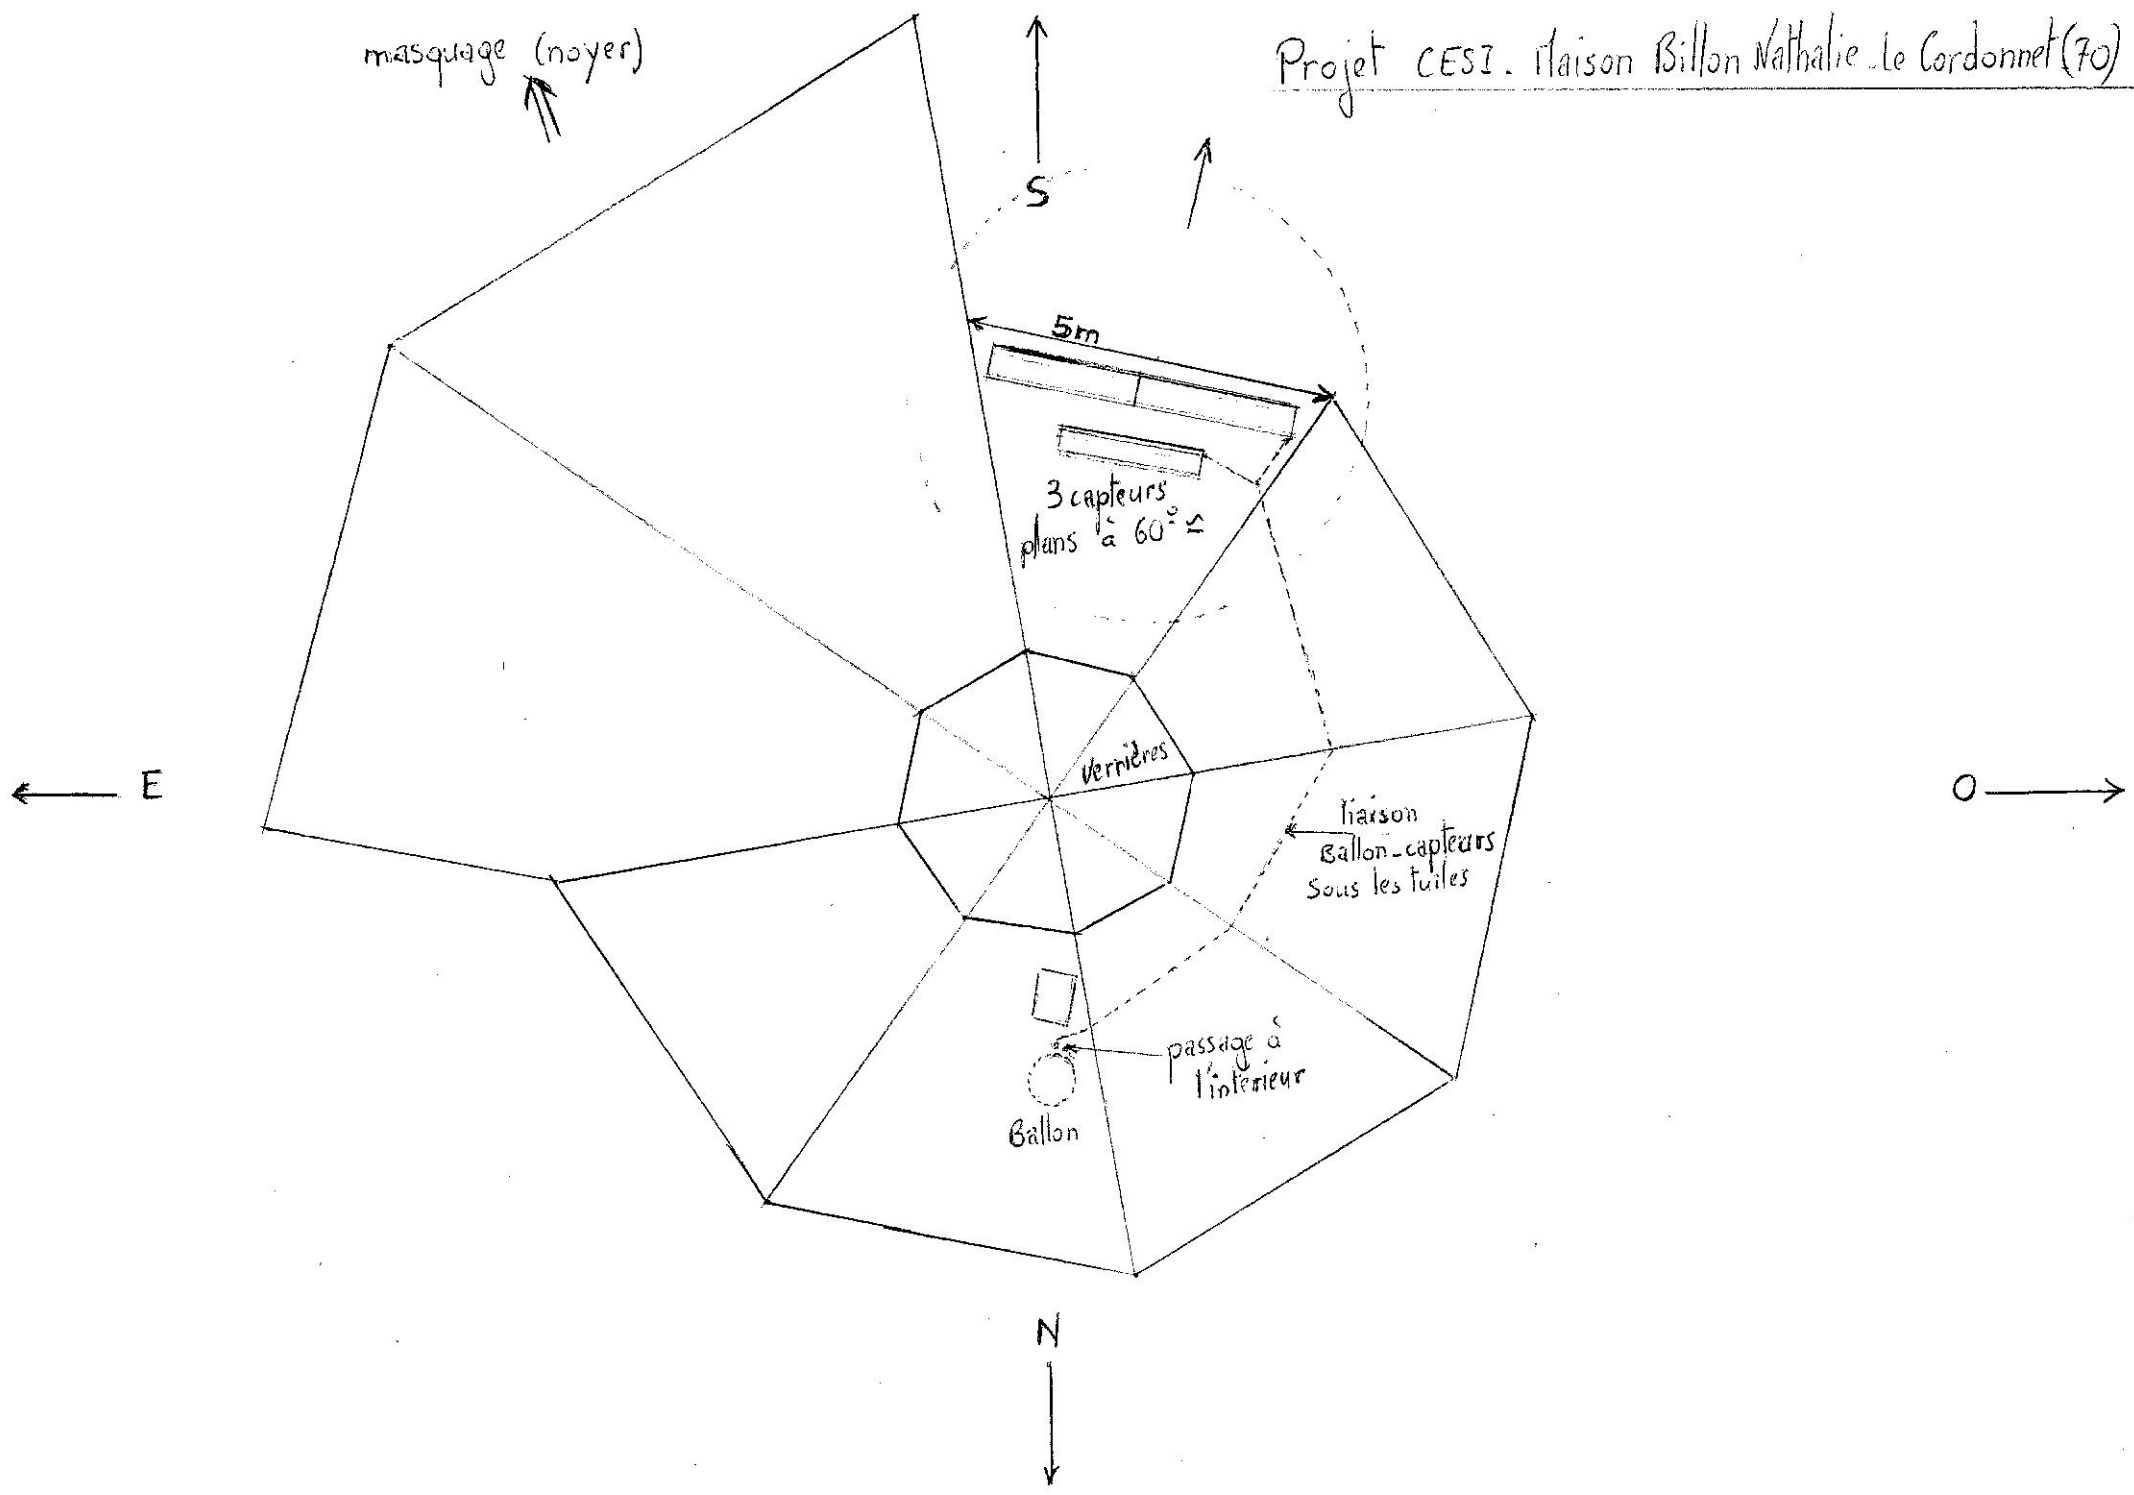 Projet CESI. Maison Billon Nathalie - Le Cordonnet (70)
masquage (noyer)
S
5m
3 capteurs
plans à 60° ≃
Verrières
E
O
liaison
Ballon-capteurs
sous les tuiles
passage à
l'intérieur
Ballon
N